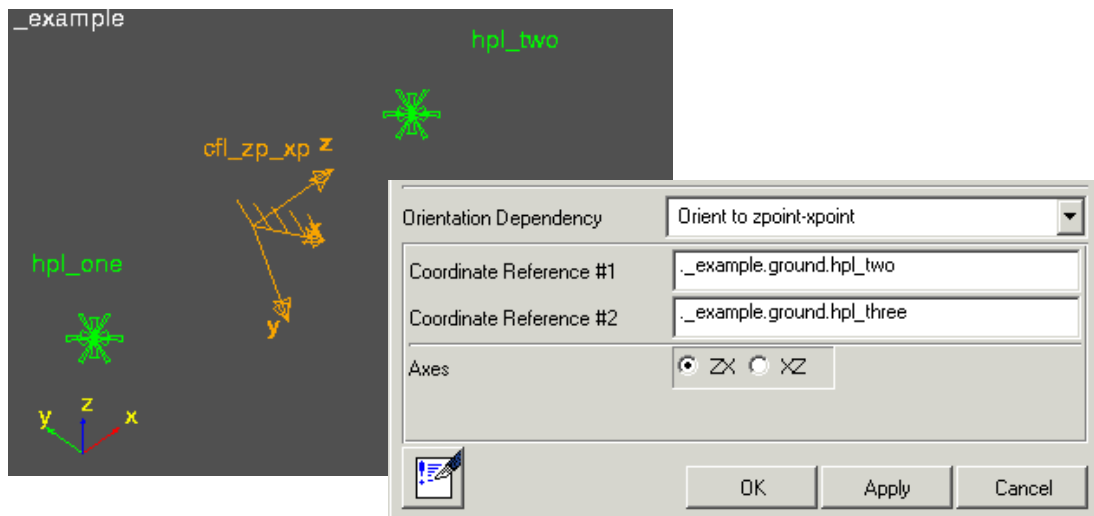 _example
hpl_two
cfl_zp_xp z
x
hpl_one
y
y z x
Orientation Dependency Orient to zpoint-xpoint
Coordinate Reference #1 ._example.ground.hpl_two
Coordinate Reference #2 ._example.ground.hpl_three
Axes ZX XZ
OK Apply Cancel